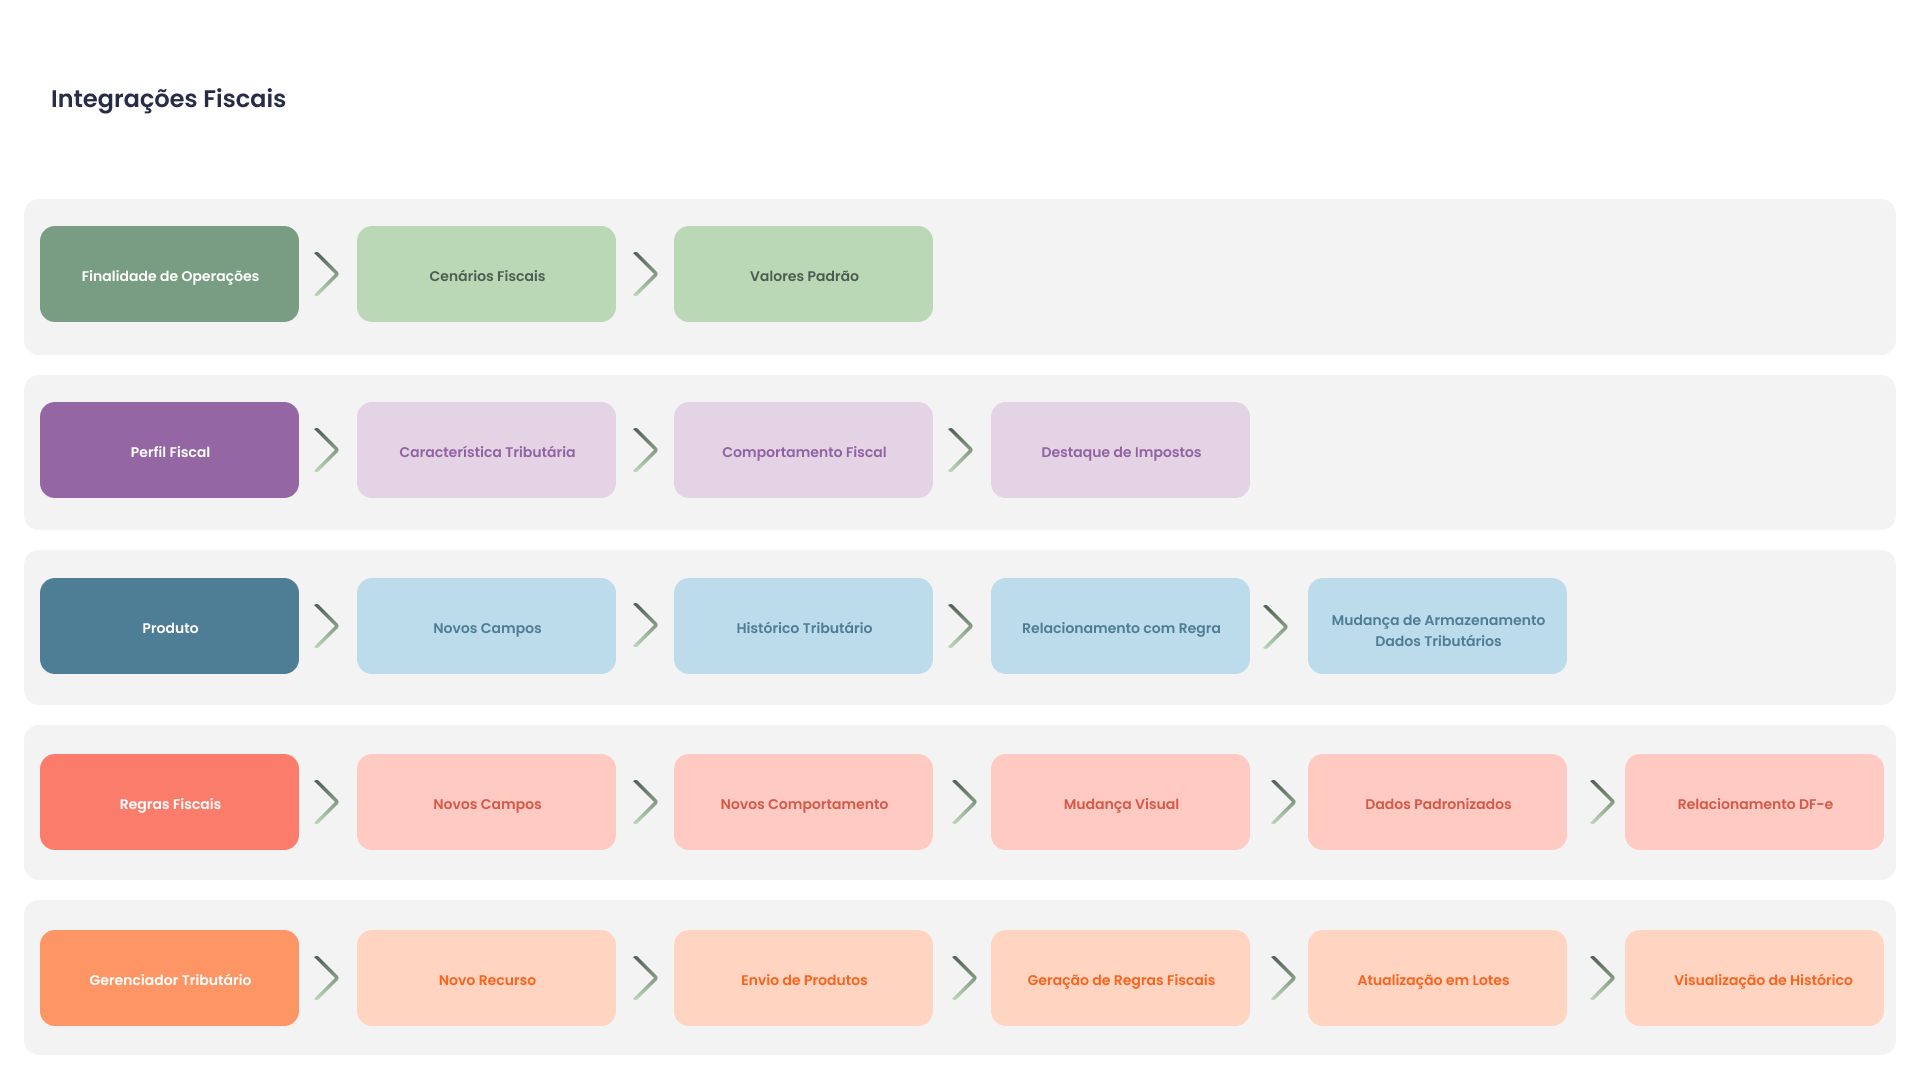 Integrações Fiscais
Finalidade de Operações
Cenários Fiscais
Valores Padrão
Perfil Fiscal
Característica Tributária
Comportamento Fiscal
Destaque de Impostos
Produto
Novos Campos
Histórico Tributário
Relacionamento com Regra
Mudança de Armazenamento
Dados Tributários
Regras Fiscais
Novos Campos
Novos Comportamento
Mudança Visual
Dados Padronizados
Relacionamento DF-e
Gerenciador Tributário
Novo Recurso
Envio de Produtos
Geração de Regras Fiscais
Atualização em Lotes
Visualização de Histórico